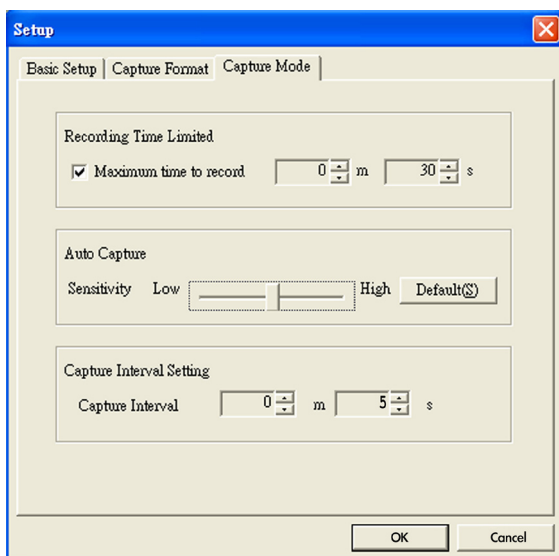 Setup
Basic Setup Capture Format Capture Mode
Recording Time Limited
Maximum time to record 0 m 30 s
Auto Capture
Sensitivity Low High Default(S)
Capture Interval Setting
Capture Interval 0 m 5 s
OK Cancel